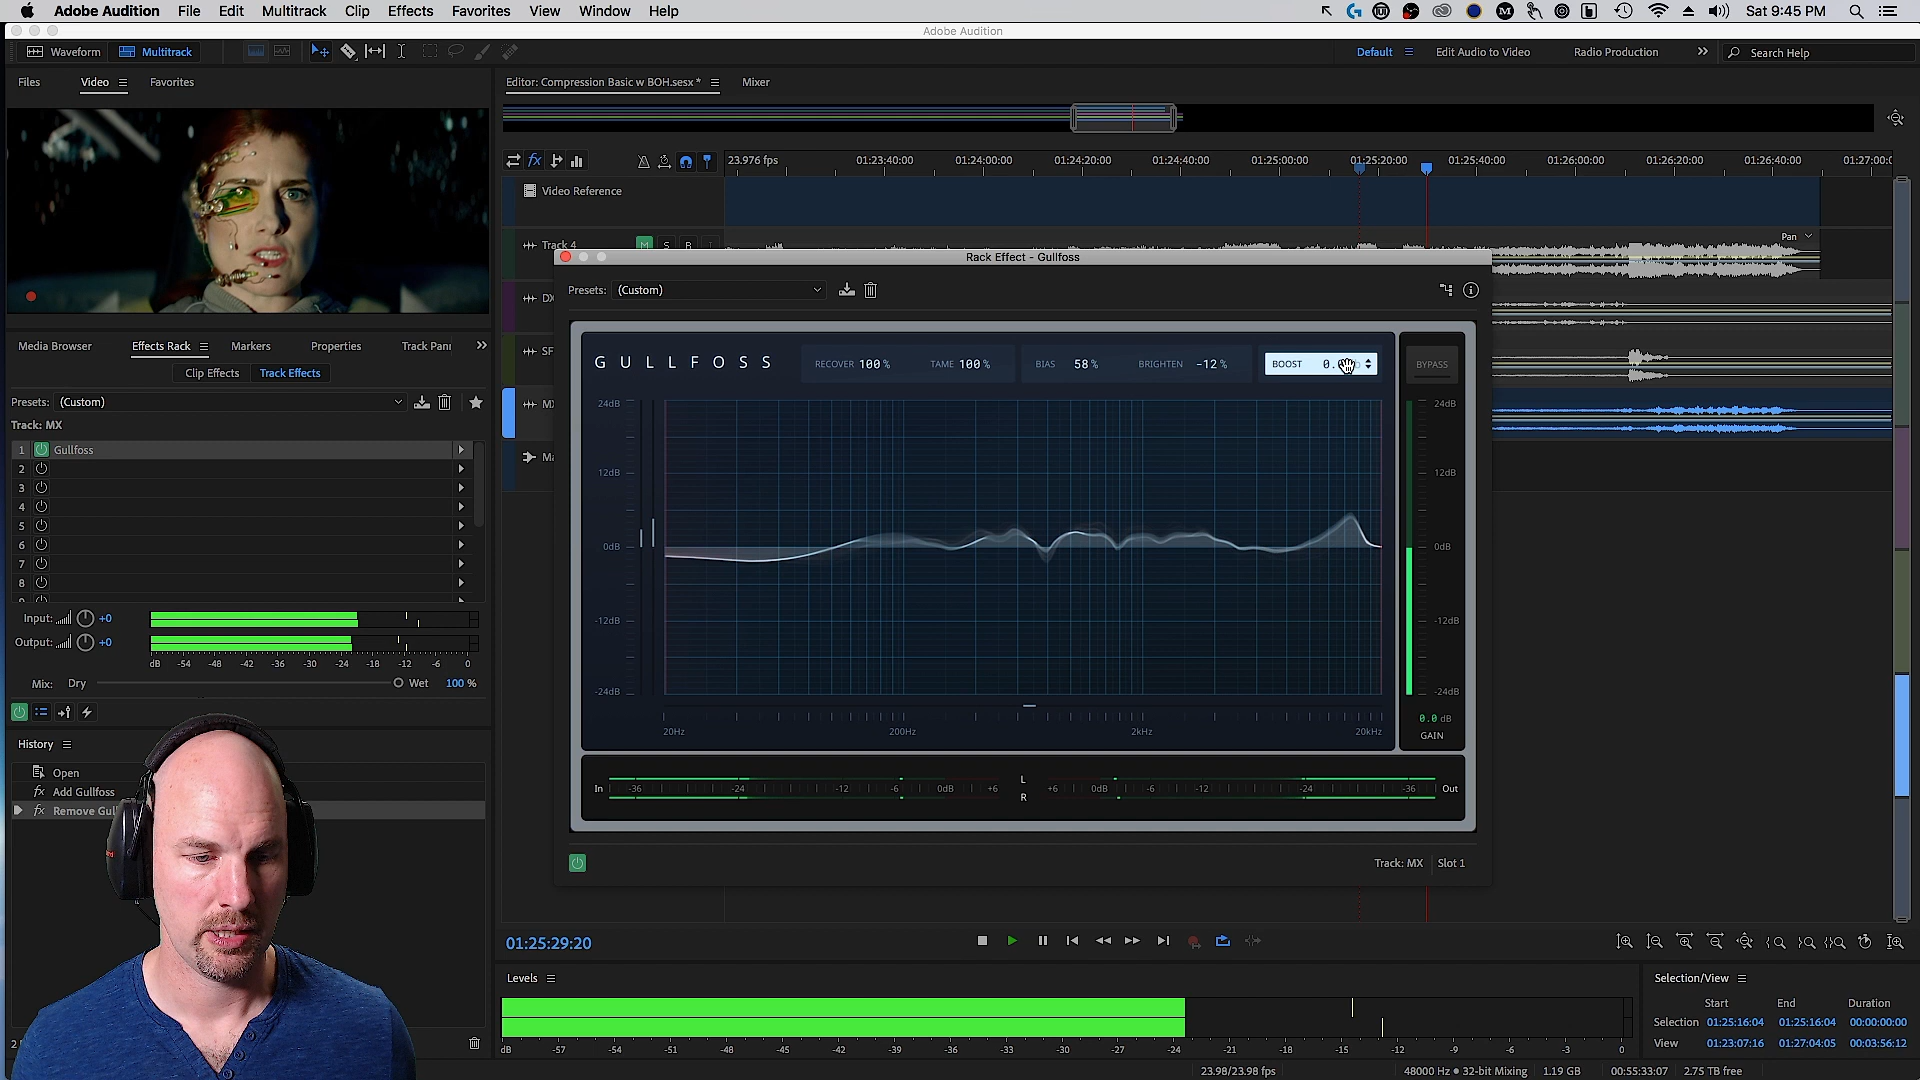 Adobe Audition File Edit Multitrack Clip Effects Favorites View Window Help Sat 9:45 PM
Adobe Audition
Waveform Multitrack Default Edit Audio to Video Radio Production Search Help
Files Video Favorites
Editor: Compression Basic w BOH.sesx * Mixer
23.976 fps 01:23:40:00 01:24:00:00 01:24:20:00 01:24:40:00 01:25:00:00 01:25:20:00 01:25:40:00 01:26:00:00 01:26:20:00 01:26:40:00 01:27:00:0
Video Reference
Track 4 M S R I Pan
Rack Effect - Gullfoss
Presets: (Custom)
DX
SF
MX
Ma
GULLFOSS RECOVER 100 % TAME 100 % BIAS 58 % BRIGHTEN -12 % BOOST 0. BYPASS
24dB 24dB
12dB 12dB
0dB 0dB
-12dB -12dB
-24dB -24dB
0.0 dB
GAIN
20Hz 200Hz 2kHz 20kHz
L
In -36 -24 -12 -6 0dB +6 +6 0dB -6 -12 -24 -36 Out
R
Track: MX Slot 1
Media Browser Effects Rack Markers Properties Track Pan
Clip Effects Track Effects
Presets: (Custom)
Track: MX
1 Gullfoss
2
3
4
5
6
7
8
Input: +0
Output: +0
dB -54 -48 -42 -36 -30 -24 -18 -12 -6 0
Mix: Dry Wet 100 %
History
Open
Add Gullfoss
Remove Gul
2
01:25:29:20
Levels
dB -57 -54 -51 -48 -45 -42 -39 -36 -33 -30 -27 -24 -21 -18 -15 -12 -9 -6 -3 0
Selection/View
Start End Duration
Selection 01:25:16:04 01:25:16:04 00:00:00:00
View 01:23:07:16 01:27:04:05 00:03:56:12
23.98/23.98 fps 48000 Hz • 32-bit Mixing 1.19 GB 00:55:33:07 2.75 TB free